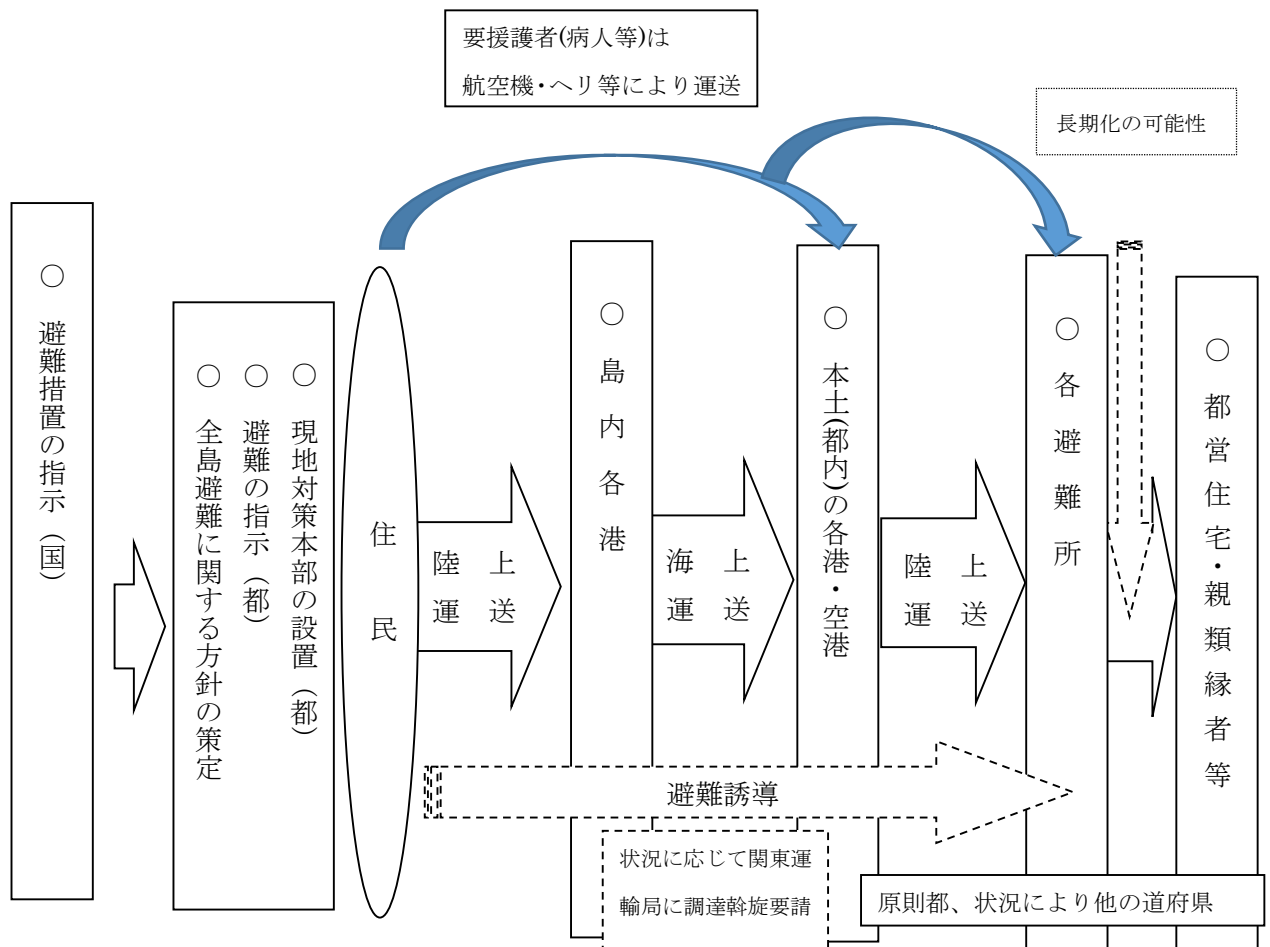 要援護者(病人等)は
航空機・ヘリ等により運送
長期化の可能性
○ 避難措置の指示（国）
○ 現地対策本部の設置（都）
○ 避難の指示（都）
○ 全島避難に関する方針の策定
住民
陸上
運送
○ 島内各港
海上
運送
○ 本土(都内)の各港・空港
陸上
運送
○ 各避難所
○ 都営住宅・親類縁者等
避難誘導
状況に応じて関東運
輸局に調達斡旋要請
原則都、状況により他の道府県